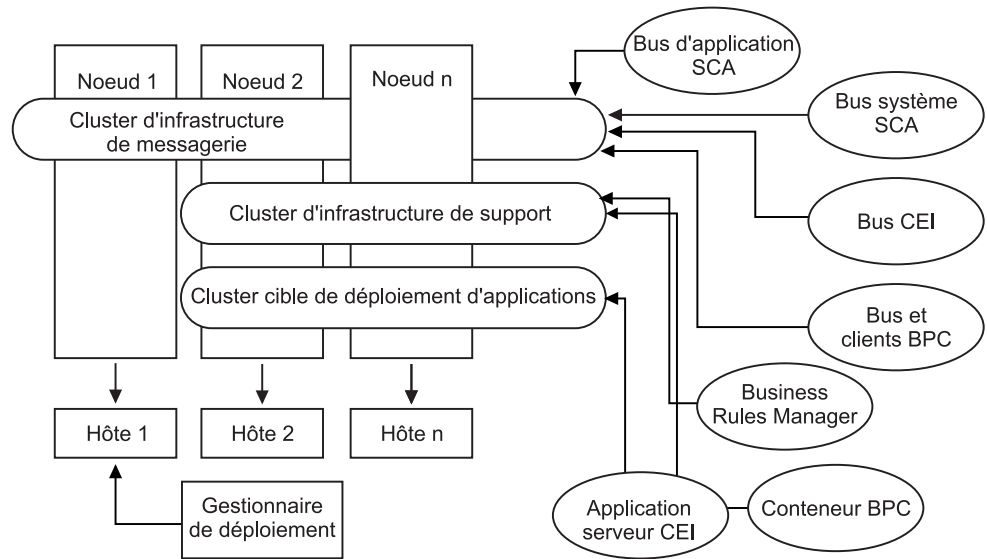 Noeud 1
Noeud 2
Noeud n
Bus d'application
SCA
Bus système
SCA
Cluster d'infrastructure
de messagerie
Cluster d'infrastructure de support
Bus CEI
Cluster cible de déploiement d'applications
Bus et
clients BPC
Business
Rules Manager
Hôte 1
Hôte 2
Hôte n
Gestionnaire
de déploiement
Application
serveur CEI
Conteneur BPC